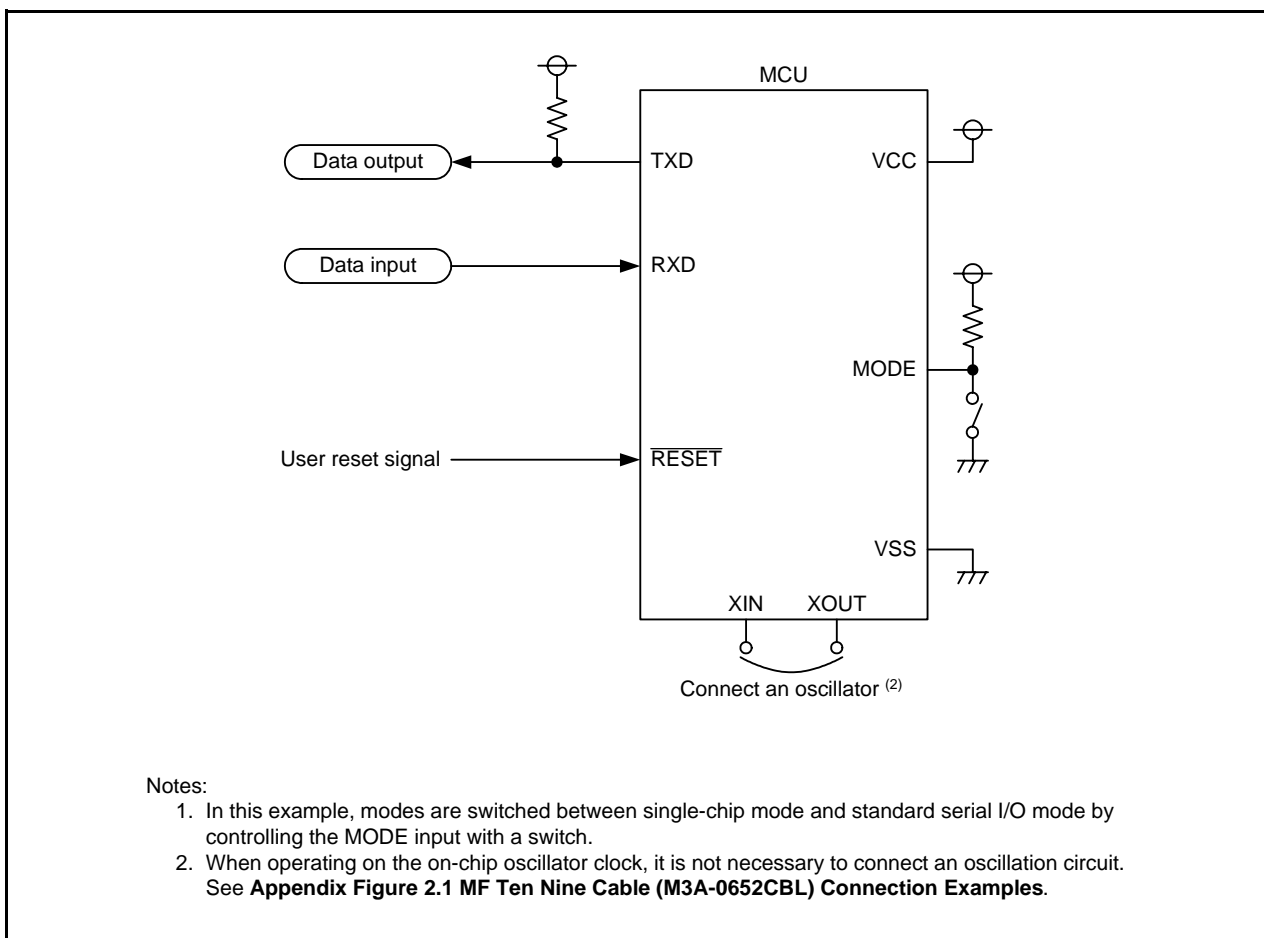 MCU
Data output
TXD
VCC
Data input
RXD
MODE
User reset signal
RESET
VSS
XIN XOUT
Connect an oscillator (2)
Notes:
1. In this example, modes are switched between single-chip mode and standard serial I/O mode by
controlling the MODE input with a switch.
2. When operating on the on-chip oscillator clock, it is not necessary to connect an oscillation circuit.
See Appendix Figure 2.1 MF Ten Nine Cable (M3A-0652CBL) Connection Examples.